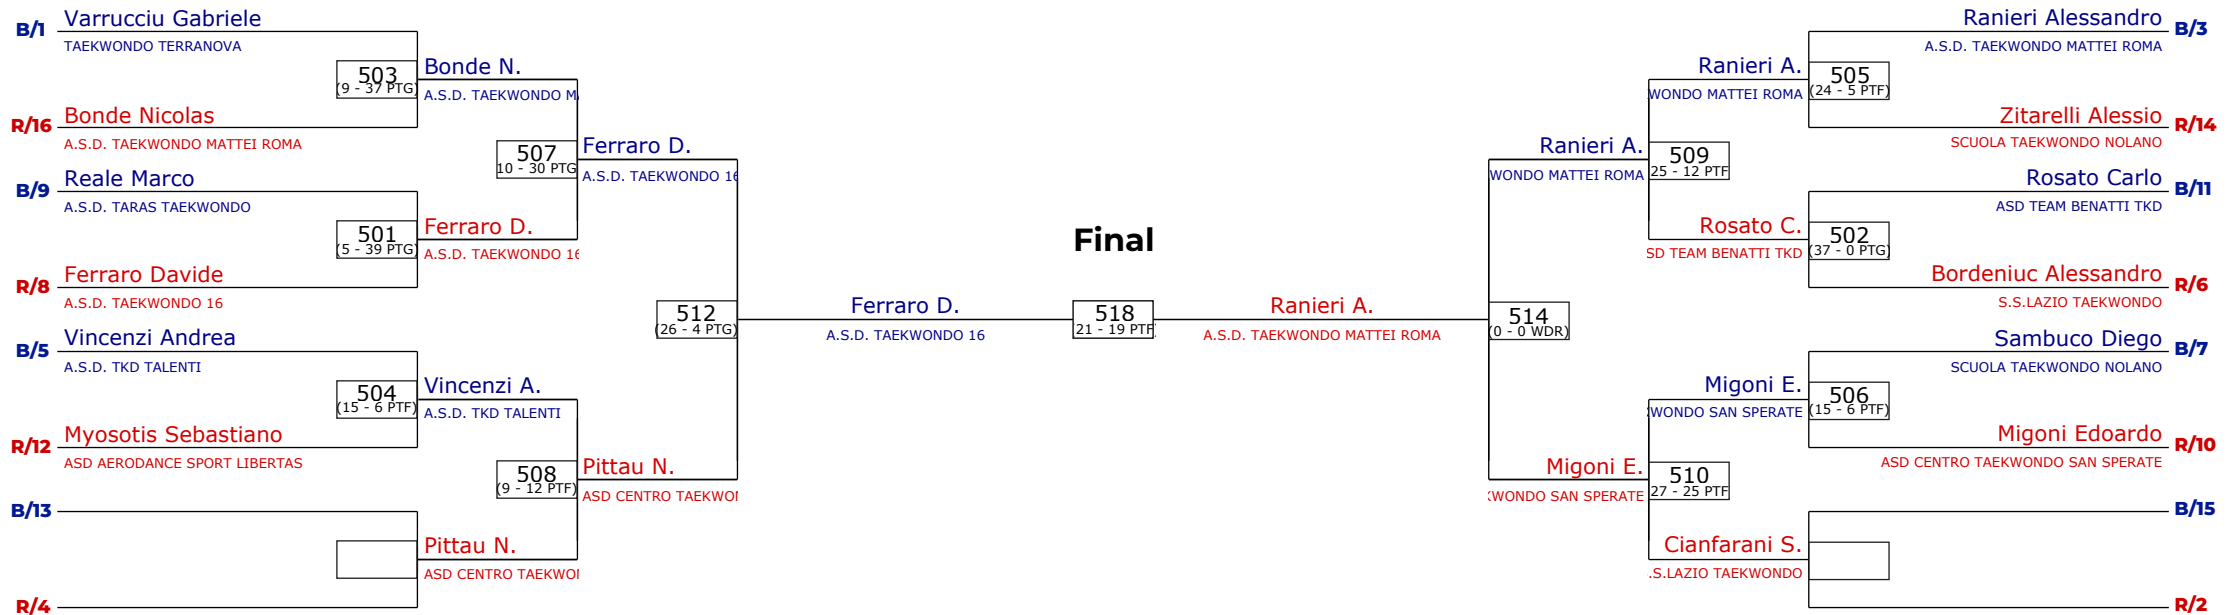 B/1 Varrucciu Gabriele
TAEKWONDO TERRANOVA
503
(9 - 37 PTG)
R/16 Bonde Nicolas
A.S.D. TAEKWONDO MATTEI ROMA
B/9 Reale Marco
A.S.D. TARAS TAEKWONDO
501
(5 - 39 PTG)
R/8 Ferraro Davide
A.S.D. TAEKWONDO 16
B/5 Vincenzi Andrea
A.S.D. TKD TALENTI
504
(15 - 6 PTF)
R/12 Myosotis Sebastiano
ASD AERODANCE SPORT LIBERTAS
B/13
R/4
Bonde N.
A.S.D. TAEKWONDO
507
10 - 30 PTG
Ferraro D.
A.S.D. TAEKWONDO 16
Vincenzi A.
A.S.D. TKD TALENTI
508
(9 - 12 PTF)
Pittau N.
ASD CENTRO
Ferraro D.
A.S.D. TAEKWONDO 16
512
(26 - 4 PTG)
Pittau N.
ASD CENTRO
Final
Ferraro D.
A.S.D. TAEKWONDO 16
518
(21 - 19 PTF
Ranieri A.
A.S.D. TAEKWONDO MATTEI ROMA
Ranieri A.
WONDO MATTEI ROMA
514
(0 - 0 WDR)
Migoni E.
KWONDO SAN SPERATE
Ranieri A.
WONDO MATTEI ROMA
509
25 - 12 PTF
Rosato C.
SD TEAM BENATTI TKD
Migoni E.
WONDO SAN SPERATE
510
27 - 25 PTF
Cianfarani S.
.S.LAZIO TAEKWONDO
Ranieri Alessandro B/3
A.S.D. TAEKWONDO MATTEI ROMA
505
(24 - 5 PTF)
Zitarelli Alessio R/14
SCUOLA TAEKWONDO NOLANO
Rosato Carlo B/11
ASD TEAM BENATTI TKD
502
(37 - 0 PTG)
Bordeniuc Alessandro R/6
S.S.LAZIO TAEKWONDO
Sambuco Diego B/7
SCUOLA TAEKWONDO NOLANO
506
(15 - 6 PTF)
Migoni Edoardo R/10
ASD CENTRO TAEKWONDO SAN SPERATE
B/15
R/2